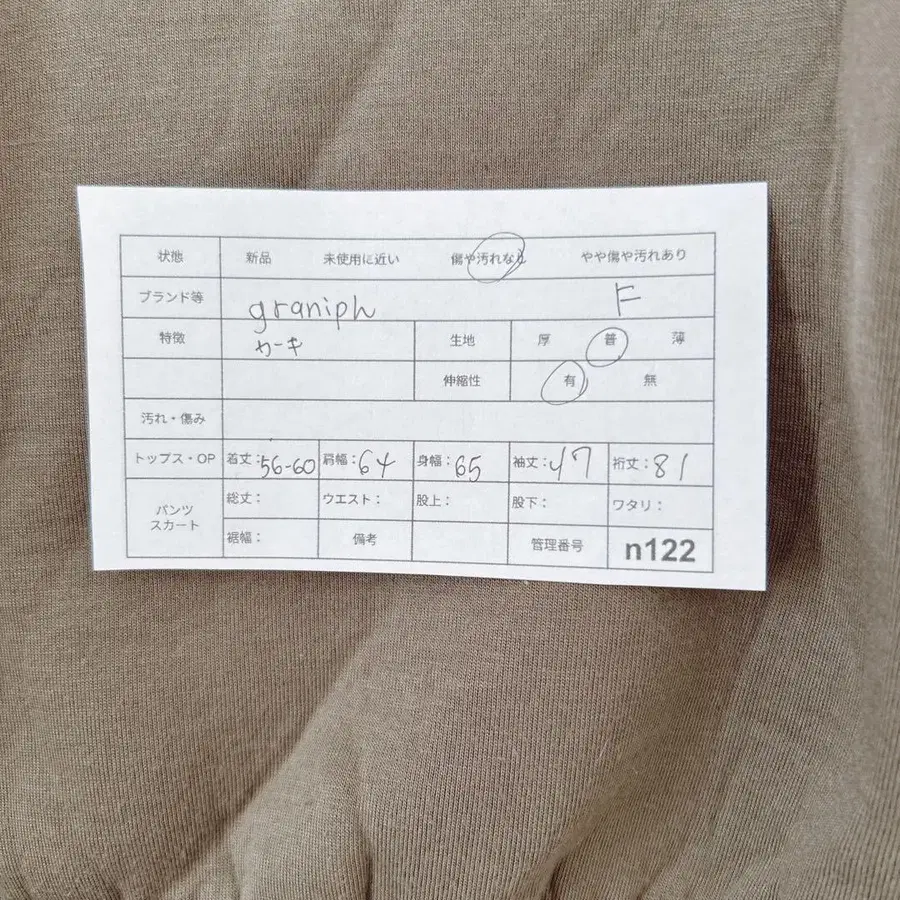 状態 新品 未使用に近い 傷や汚れなし やや傷や汚れあり
ブランド等 graniph F
特徴 カーキ 生地 厚 普 薄
伸縮性 有 無
汚れ・傷み
トップス・OP 着丈：56-60 肩幅：64 身幅：65 袖丈：47 裄丈：81
パンツ スカート 総丈： ウエスト： 股上： 股下： ワタリ：
裾幅： 備考 管理番号 n122